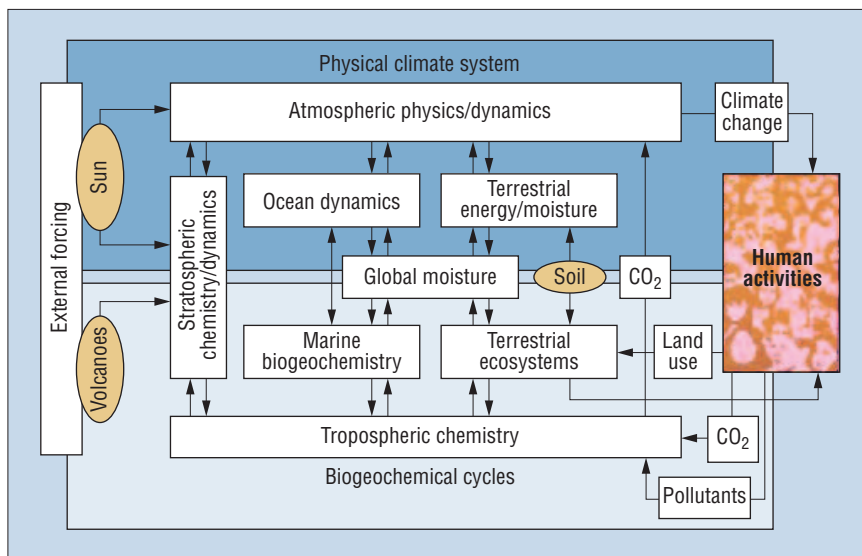 Physical climate system
Atmospheric physics/dynamics
Climate
change
External forcing
Sun
Stratospheric
chemistry/dynamics
Ocean dynamics
Terrestrial
energy/moisture
Human
activities
Global moisture
Soil
CO₂
Volcanoes
Marine
biogeochemistry
Terrestrial
ecosystems
Land
use
Tropospheric chemistry
CO₂
Biogeochemical cycles
Pollutants